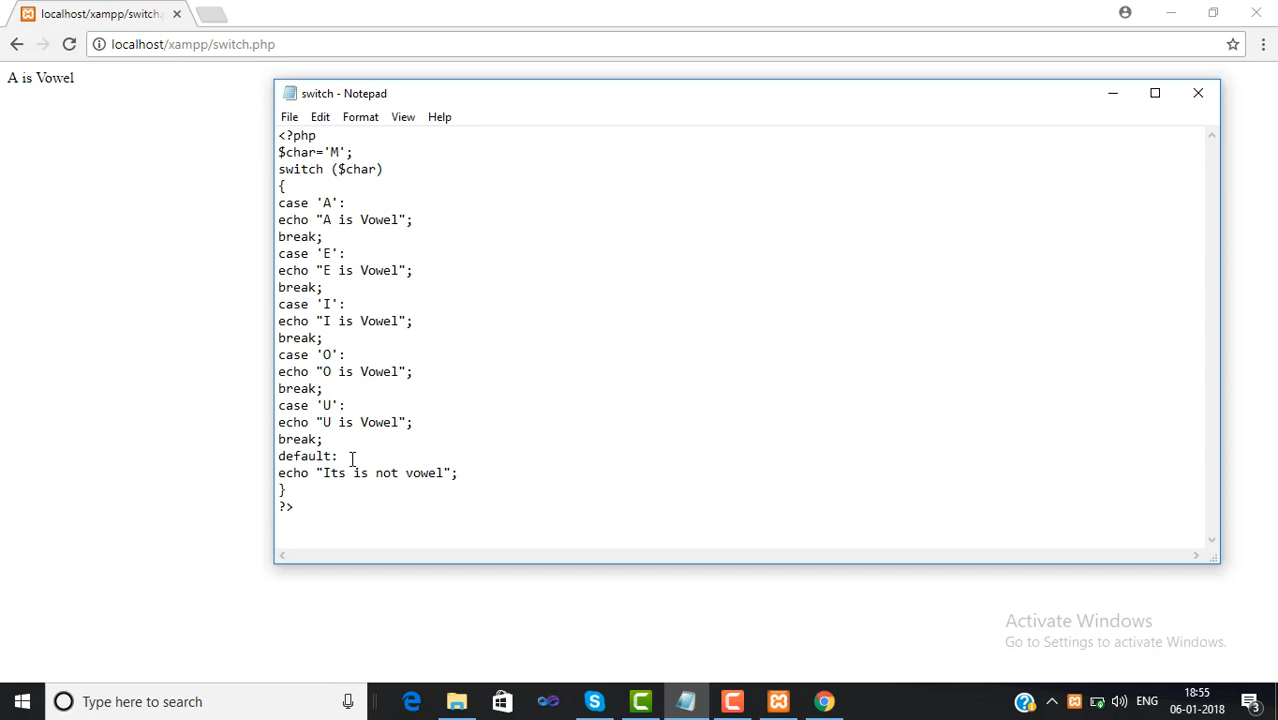 localhost/xampp/switch.
localhost/xampp/switch.php
A is Vowel
switch - Notepad
File Edit Format View Help
<?php
$char='M';
switch ($char)
{
case 'A':
echo "A is Vowel";
break;
case 'E':
echo "E is Vowel";
break;
case 'I':
echo "I is Vowel";
break;
case 'O':
echo "O is Vowel";
break;
case 'U':
echo "U is Vowel";
break;
default:
echo "Its is not vowel";
}
?>
Activate Windows
Go to Settings to activate Windows.
Type here to search
ENG
18:55
06-01-2018
3